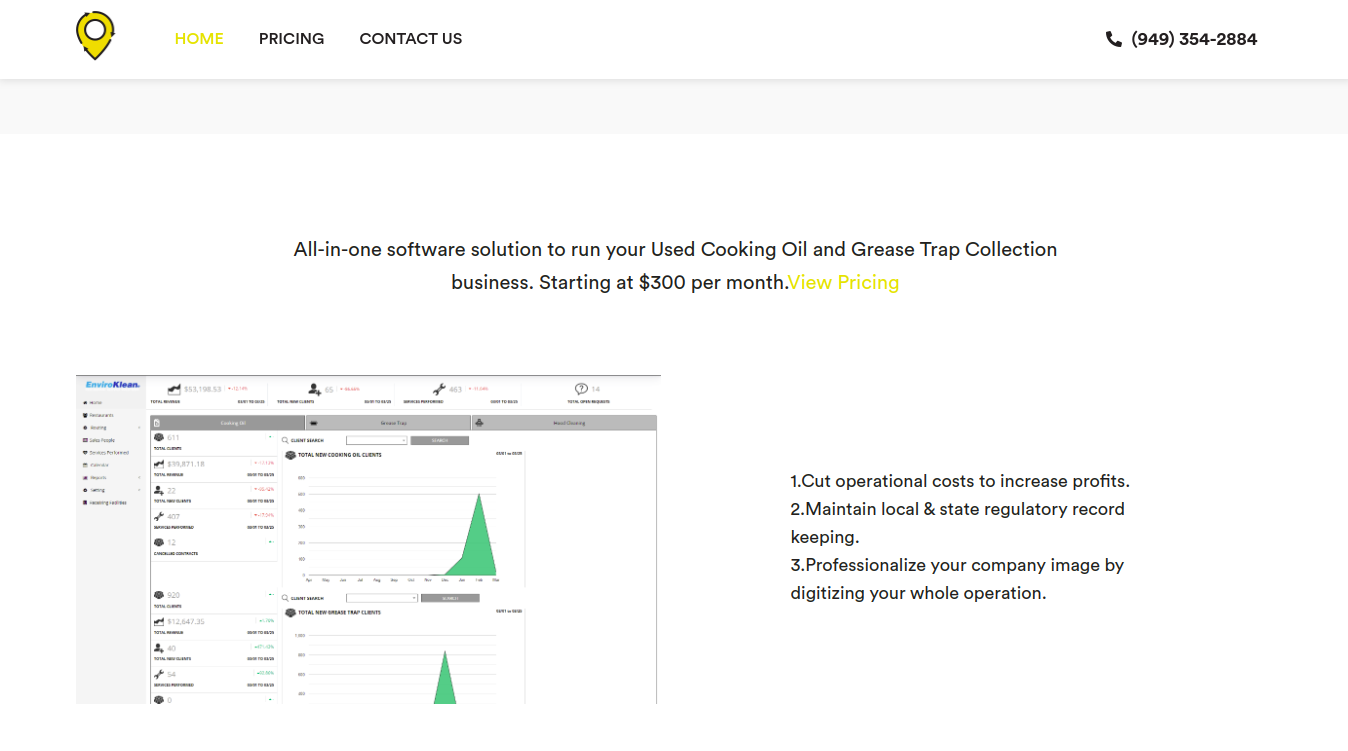 HOME PRICING CONTACT US (949) 354-2884
All-in-one software solution to run your Used Cooking Oil and Grease Trap Collection
business. Starting at $300 per month.View Pricing
EnviroKlean.
$53,198.53 65 463 14
TOTAL REVENUE TOTAL NEW CLIENTS SERVICES PERFORMED TOTAL OPEN REQUESTS
Home
Restaurants
Routing
Sales People
Services Performed
Calendar
Reports
Setting
Receiving Facilities
Cooking Oil Grease Trap Hood Cleaning
611
TOTAL CLIENTS
$39,871.18
TOTAL REVENUE
22
TOTAL NEW CLIENTS
407
SERVICES PERFORMED
12
CANCELLED CONTRACTS
CLIENT SEARCH SEARCH
TOTAL NEW COOKING OIL CLIENTS
920
TOTAL CLIENTS
$12,647.35
TOTAL REVENUE
40
TOTAL NEW CLIENTS
54
SERVICES PERFORMED
0
CLIENT SEARCH SEARCH
TOTAL NEW GREASE TRAP CLIENTS
1.Cut operational costs to increase profits.
2.Maintain local & state regulatory record
keeping.
3.Professionalize your company image by
digitizing your whole operation.